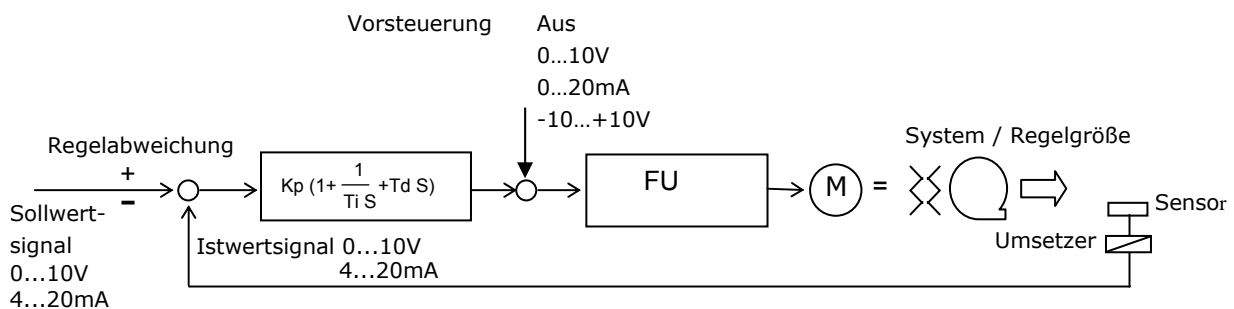 Vorsteuerung
Aus
0...10V
0...20mA
-10...+10V
Regelabweichung
+
-
Sollwert-
signal
0...10V
4...20mA
Kp (1+ 1/Ti S +Td S)
Istwertsignal 0...10V
4...20mA
FU
M
=
System / Regelgröße
Sensor
Umsetzer